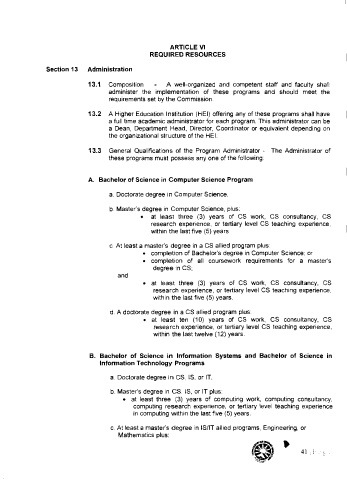 ARTICLE VI
REQUIRED RESOURCES
Section 13 Administration
13.1 Composition - A well-organized and competent staff and faculty shall
administer the implementation of these programs and should meet the
requirements set by the Commission.
13.2 A Higher Education Institution (HEI) offering any of these programs shall have
a full time academic administrator for each program. This administrator can be
a Dean, Department Head, Director, Coordinator or equivalent depending on
the organizational structure of the HEI.
13.3 General Qualifications of the Program Administrator - The Administrator of
these programs must possess any one of the following:
A. Bachelor of Science in Computer Science Program
a. Doctorate degree in Computer Science.
b. Master's degree in Computer Science, plus:
• at least three (3) years of CS work, CS consultancy, CS
research experience, or tertiary level CS teaching experience,
within the last five (5) years.
c. At least a master's degree in a CS allied program plus:
• completion of Bachelor's degree in Computer Science; or
• completion of all coursework requirements for a master's
degree in CS;
and
• at least three (3) years of CS work, CS consultancy, CS
research experience, or tertiary level CS teaching experience,
within the last five (5) years.
d. A doctorate degree in a CS allied program plus:
• at least ten (10) years of CS work, CS consultancy, CS
research experience, or tertiary level CS teaching experience,
within the last twelve (12) years.
B. Bachelor of Science in Information Systems and Bachelor of Science in
Information Technology Programs
a. Doctorate degree in CS, IS, or IT.
b. Master's degree in CS, IS, or IT plus:
• at least three (3) years of computing work, computing consultancy,
computing research experience, or tertiary level teaching experience
in computing within the last five (5) years.
c. At least a master's degree in IS/IT allied programs, Engineering, or
Mathematics plus:
41